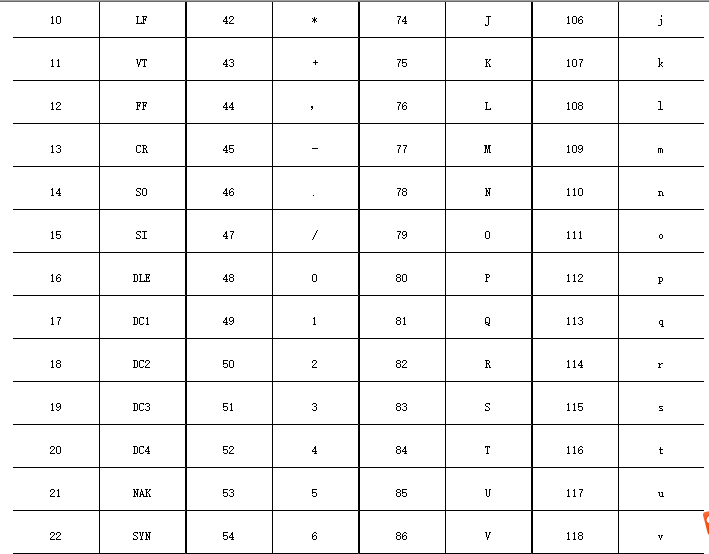 10 LF 42 * 74 J 106 j
11 VT 43 + 75 K 107 k
12 FF 44 , 76 L 108 l
13 CR 45 - 77 M 109 m
14 SO 46 . 78 N 110 n
15 SI 47 / 79 O 111 o
16 DLE 48 0 80 P 112 p
17 DC1 49 1 81 Q 113 q
18 DC2 50 2 82 R 114 r
19 DC3 51 3 83 S 115 s
20 DC4 52 4 84 T 116 t
21 NAK 53 5 85 U 117 u
22 SYN 54 6 86 V 118 v